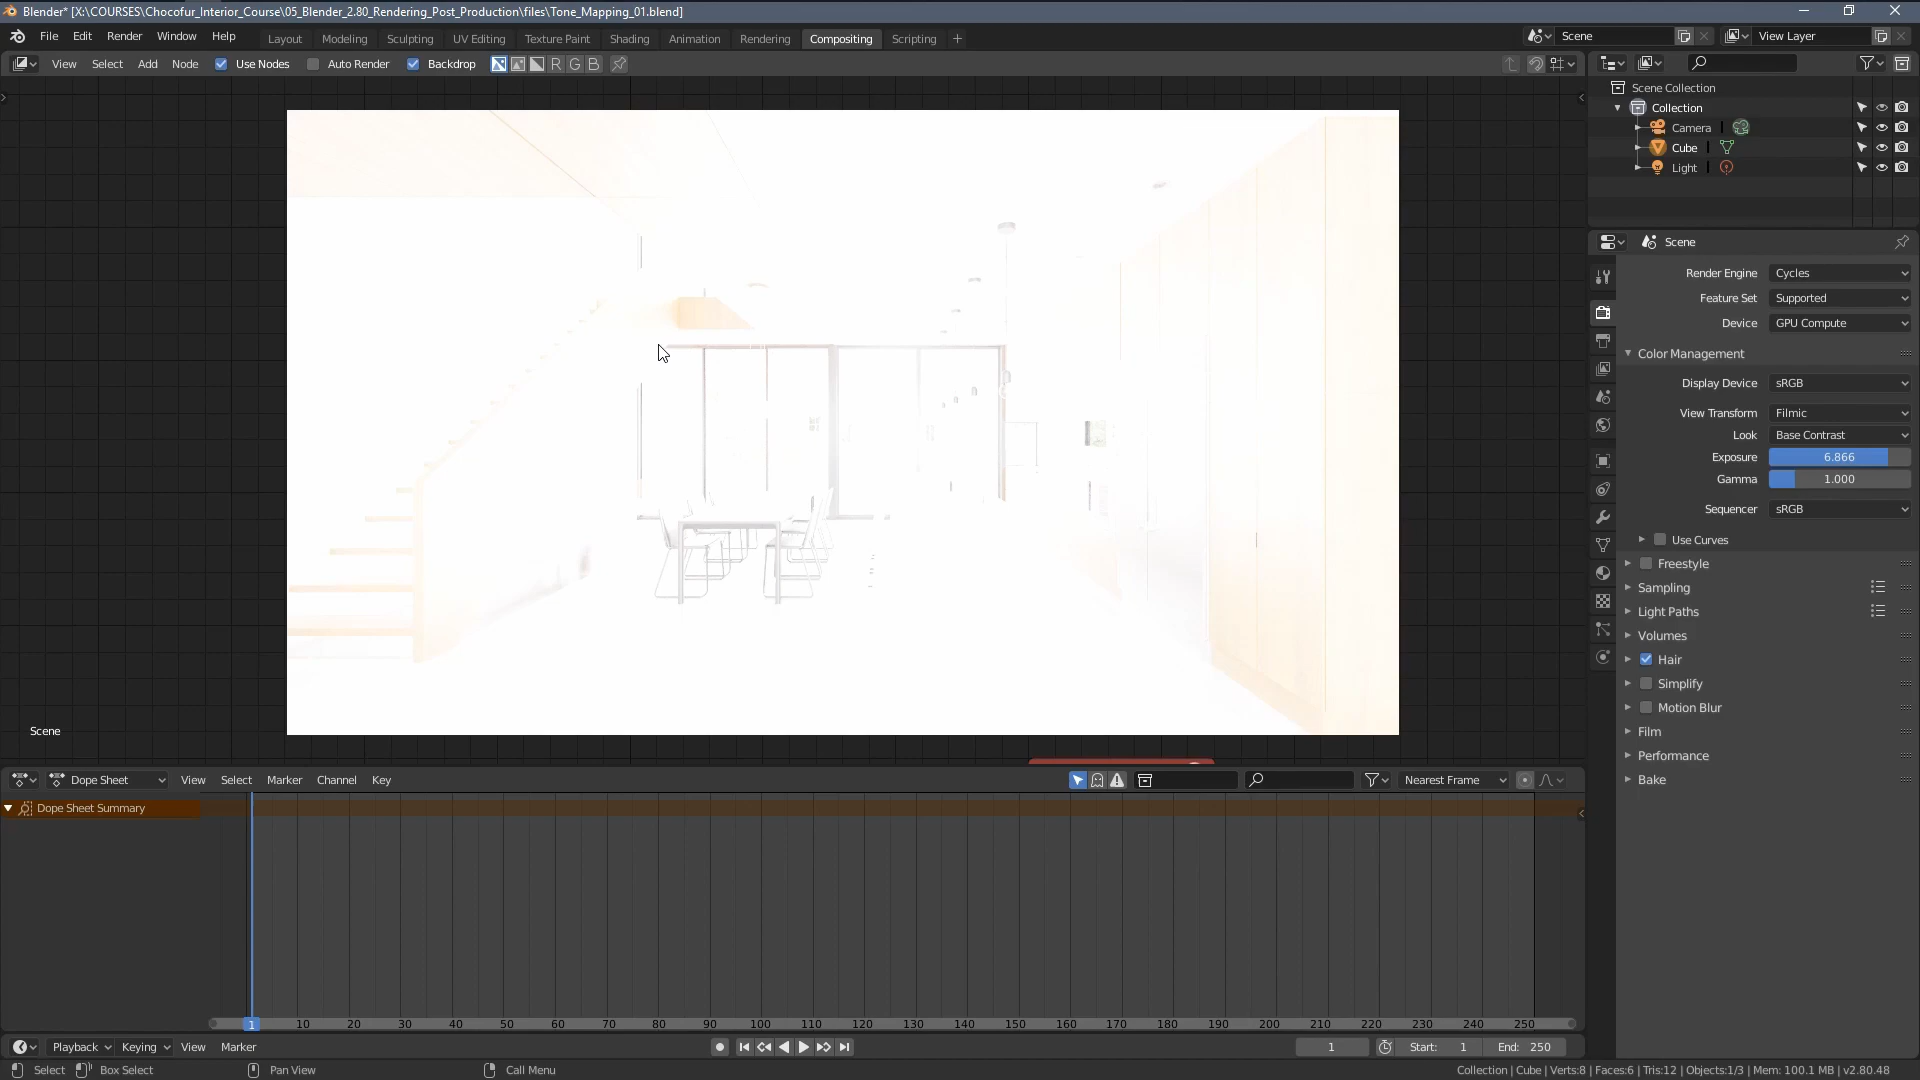 Blender* [X:\COURSES\Chocofur_Interior_Course\05_Blender_2.80_Rendering_Post_Production\files\Tone_Mapping_01.blend]
File Edit Render Window Help Layout Modeling Sculpting UV Editing Texture Paint Shading Animation Rendering Compositing Scripting + Scene View Layer
View Select Add Node Use Nodes Auto Render Backdrop R G B
Scene Collection
Collection
Camera
Cube
Light
Scene
Render Engine Cycles
Feature Set Supported
Device GPU Compute
Color Management
Display Device sRGB
View Transform Filmic
Look Base Contrast
Exposure 6.866
Gamma 1.000
Sequencer sRGB
Use Curves
Freestyle
Sampling
Light Paths
Volumes
Hair
Simplify
Motion Blur
Film
Performance
Bake
Scene
Dope Sheet View Select Marker Channel Key Nearest Frame
Dope Sheet Summary
1 10 20 30 40 50 60 70 80 90 100 110 120 130 140 150 160 170 180 190 200 210 220 230 240 250
Playback Keying View Marker 1 Start: 1 End: 250
Select Box Select Pan View Call Menu Collection | Cube | Verts:8 | Faces:6 | Tris:12 | Objects:1/3 | Mem: 100.1 MB | v2.80.48